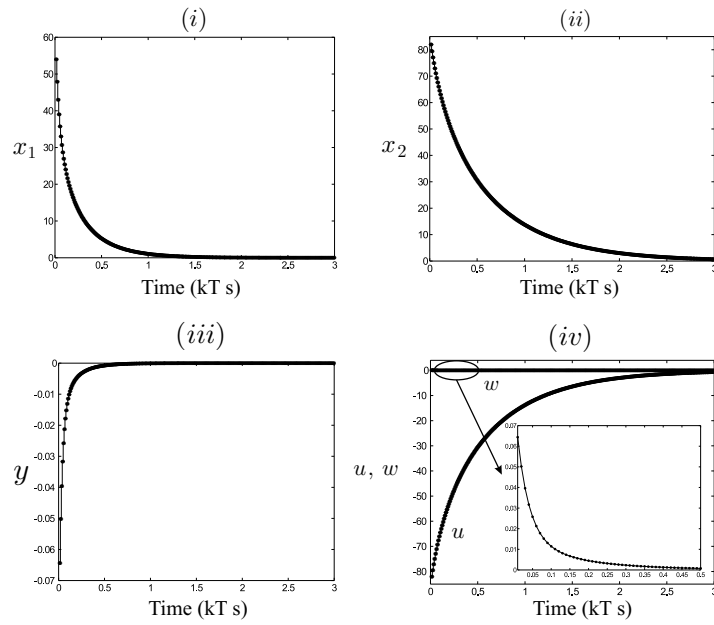 (i)
60
50
40
30
20
10
0
x1
0 0.5 1 1.5 2 2.5 3
Time (kT s)
(ii)
80
70
60
50
40
30
20
10
0
x2
0 0.5 1 1.5 2 2.5 3
Time (kT s)
(iii)
0
-0.01
-0.02
-0.03
-0.04
-0.05
-0.06
-0.07
y
0 0.5 1 1.5 2 2.5 3
Time (kT s)
(iv)
0
-10
-20
-30
-40
-50
-60
-70
-80
u, w
w
u
0.07
0.06
0.05
0.04
0.03
0.02
0.01
0
0.05 0.1 0.15 0.2 0.25 0.3 0.35 0.4 0.45 0.5
0 0.5 1 1.5 2 2.5 3
Time (kT s)